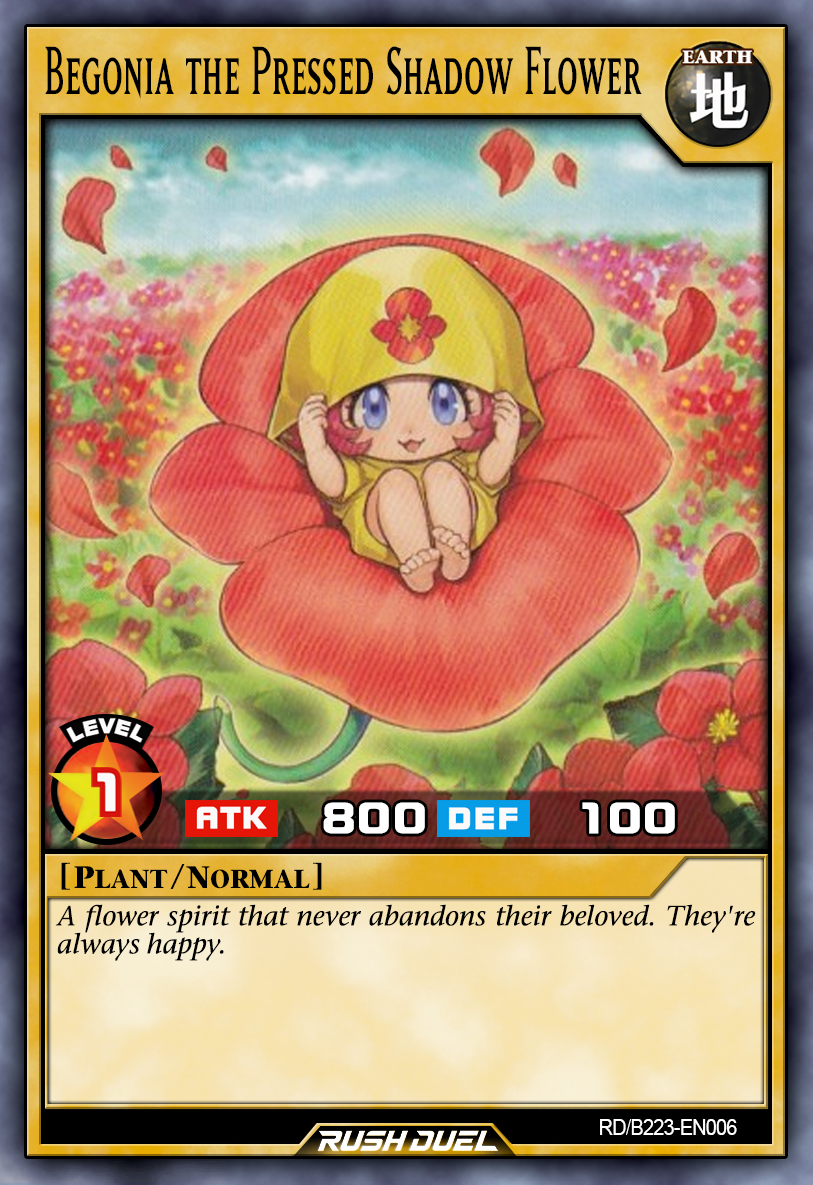 Begonia the Pressed Shadow Flower
EARTH
地
LEVEL
1
ATK 800 DEF 100
[Plant/Normal]
A flower spirit that never abandons their beloved. They're
always happy.
RD/B223-EN006
RUSH DUEL